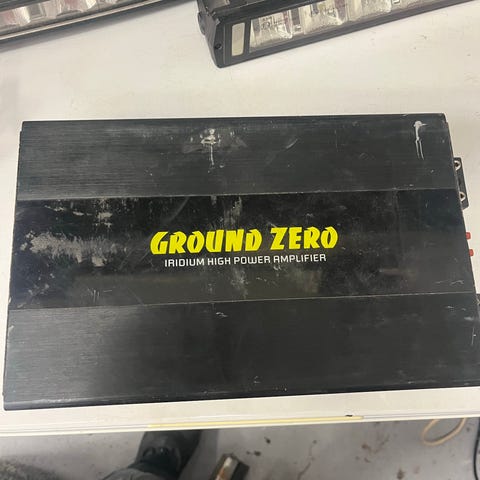 GROUND ZERO
IRIDIUM HIGH POWER AMPLIFIER